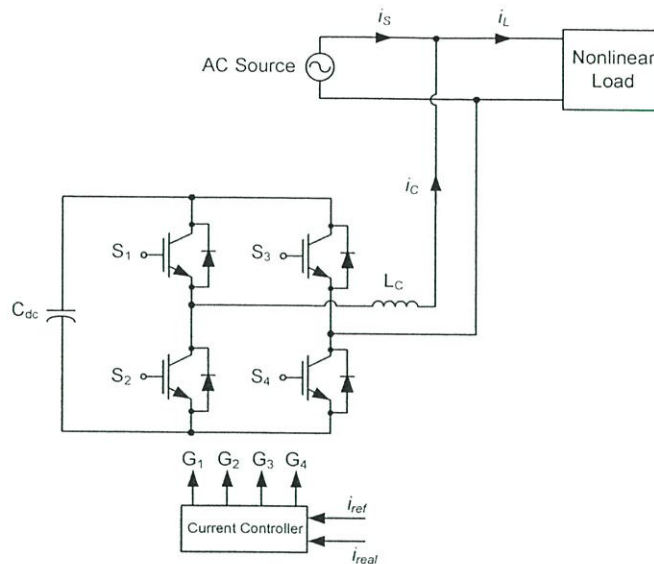 i_S
i_L
AC Source
Nonlinear
Load
i_C
S_1
S_3
L_C
C_dc
S_2
S_4
G_1 G_2 G_3 G_4
Current Controller
i_ref
i_real